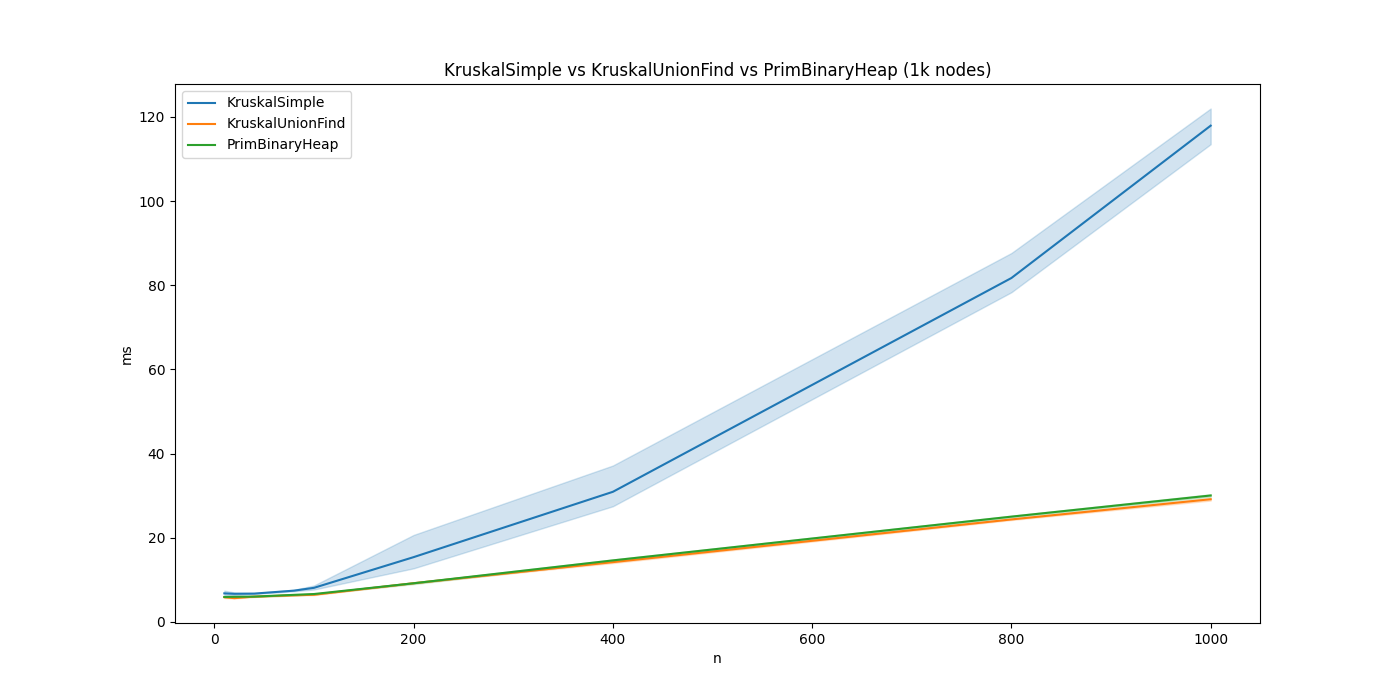 KruskalSimple vs KruskalUnionFind vs PrimBinaryHeap (1k nodes)
KruskalSimple
KruskalUnionFind
PrimBinaryHeap
120
100
80
60
40
20
0
ms
0 200 400 600 800 1000
n